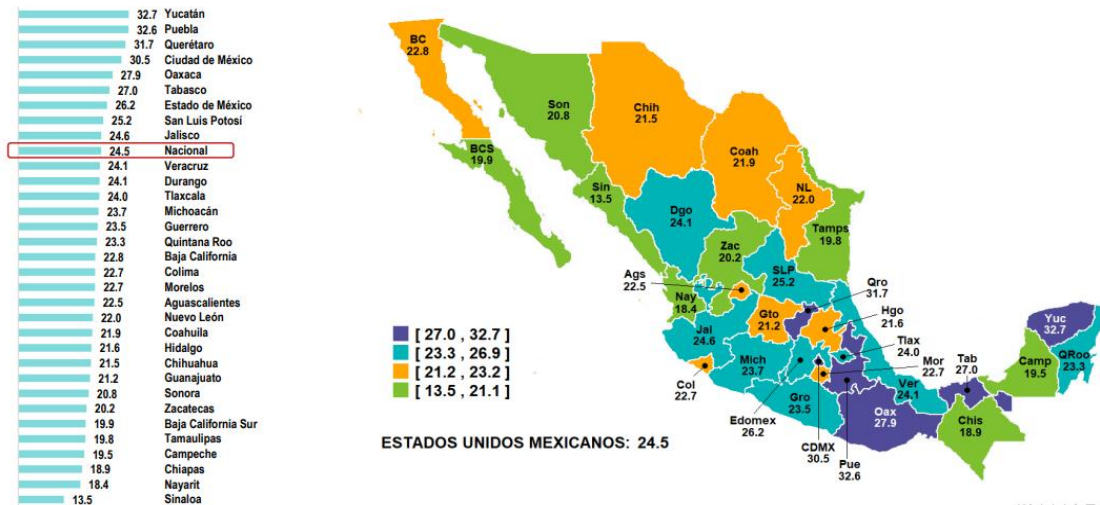 32.7 Yucatán
32.6 Puebla
31.7 Querétaro
30.5 Ciudad de México
27.9 Oaxaca
27.0 Tabasco
26.2 Estado de México
25.2 San Luis Potosí
24.6 Jalisco
24.5 Nacional
24.1 Veracruz
24.1 Durango
24.0 Tlaxcala
23.7 Michoacán
23.5 Guerrero
23.3 Quintana Roo
22.8 Baja California
22.7 Colima
22.7 Morelos
22.5 Aguascalientes
22.0 Nuevo León
21.9 Coahuila
21.6 Hidalgo
21.5 Chihuahua
21.2 Guanajuato
20.8 Sonora
20.2 Zacatecas
19.9 Baja California Sur
19.8 Tamaulipas
19.5 Campeche
18.9 Chiapas
18.4 Nayarit
13.5 Sinaloa
BC
22.8
Son
20.8
Chih
21.5
Coah
21.9
BCS
19.9
Sin
13.5
NL
22.0
Dgo
24.1
Tamps
19.8
Zac
20.2
SLP
25.2
Ags
22.5
Qro
31.7
Nay
18.4
Gto
21.2
Hgo
21.6
Jal
24.6
Tlax
24.0
Mich
23.7
Mor
22.7
Tab
27.0
Yuc
32.7
Camp
19.5
QRoo
23.3
Col
22.7
Gro
23.5
Ver
24.1
Edomex
26.2
Oax
27.9
Chis
18.9
CDMX
30.5
Pue
32.6
[ 27.0 , 32.7 ]
[ 23.3 , 26.9 ]
[ 21.2 , 23.2 ]
[ 13.5 , 21.1 ]
ESTADOS UNIDOS MEXICANOS: 24.5